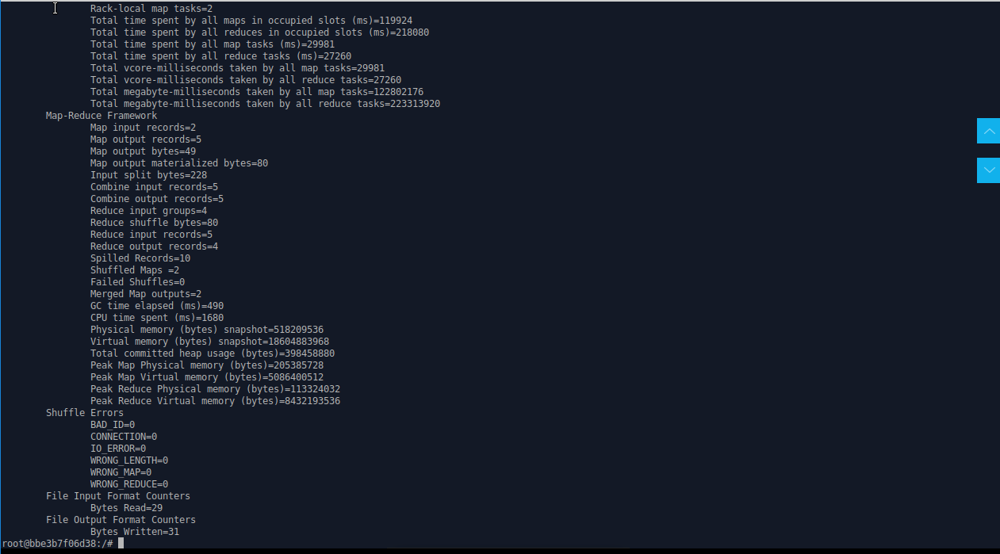 Rack-local map tasks=2
Total time spent by all maps in occupied slots (ms)=119924
Total time spent by all reduces in occupied slots (ms)=218080
Total time spent by all map tasks (ms)=29981
Total time spent by all reduce tasks (ms)=27260
Total vcore-milliseconds taken by all map tasks=29981
Total vcore-milliseconds taken by all reduce tasks=27260
Total megabyte-milliseconds taken by all map tasks=122802176
Total megabyte-milliseconds taken by all reduce tasks=223313920
Map-Reduce Framework
Map input records=2
Map output records=5
Map output bytes=49
Map output materialized bytes=80
Input split bytes=228
Combine input records=5
Combine output records=5
Reduce input groups=4
Reduce shuffle bytes=80
Reduce input records=5
Reduce output records=4
Spilled Records=10
Shuffled Maps =2
Failed Shuffles=0
Merged Map outputs=2
GC time elapsed (ms)=490
CPU time spent (ms)=1680
Physical memory (bytes) snapshot=518209536
Virtual memory (bytes) snapshot=18604883968
Total committed heap usage (bytes)=398458880
Peak Map Physical memory (bytes)=205385728
Peak Map Virtual memory (bytes)=5086400512
Peak Reduce Physical memory (bytes)=113324032
Peak Reduce Virtual memory (bytes)=8432193536
Shuffle Errors
BAD_ID=0
CONNECTION=0
IO_ERROR=0
WRONG_LENGTH=0
WRONG_MAP=0
WRONG_REDUCE=0
File Input Format Counters
Bytes Read=29
File Output Format Counters
Bytes Written=31
root@bbe3b7f06d38:/#